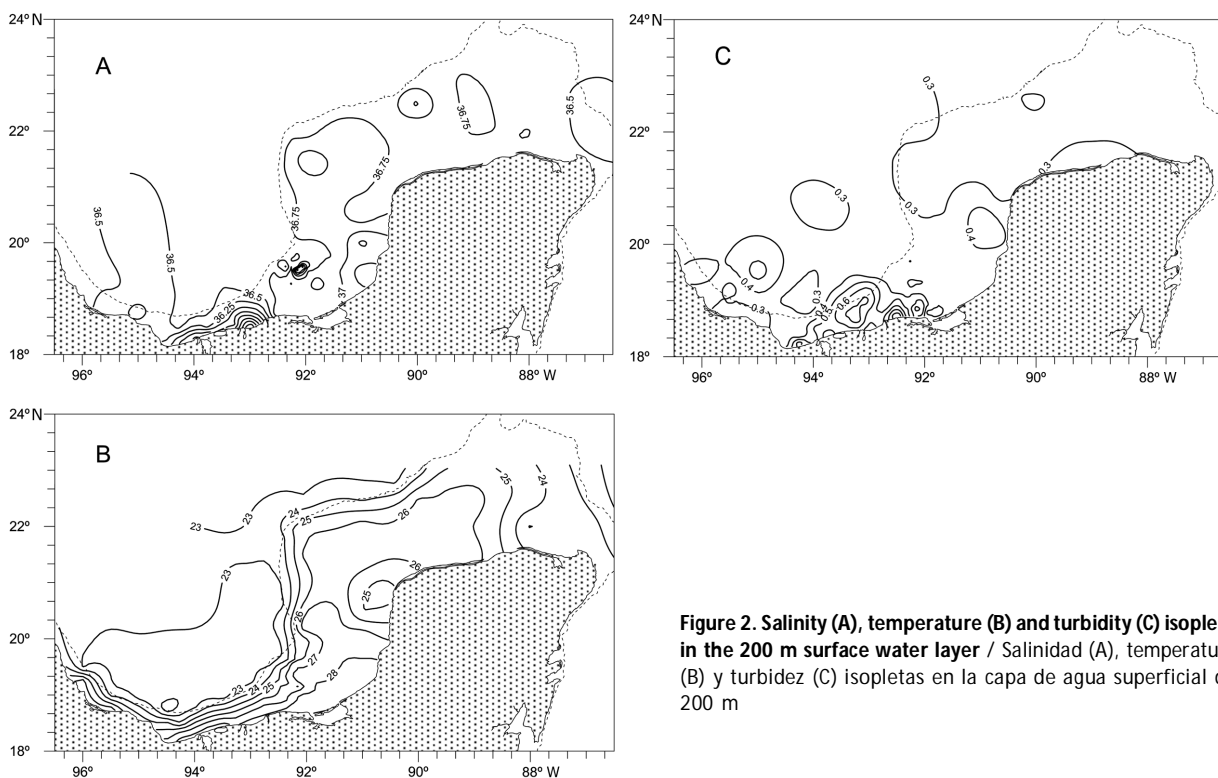 24º N
A
22º
36.75
36.75
36.5
36.75
36.5
20º
36.5
36.5
36.25
37
18º
96º
94º
92º
90º
88º W
24º N
C
0.3
22º
0.3
0.3
0.3
0.4
20º
0.4
0.3
0.3
0.6
18º
96º
94º
92º
90º
88º W
24º N
B
25
24
23
24
25
26
22º
23
26
25
20º
26
27
28
23
24
25
18º
96º
94º
92º
90º
88º W
Figure 2. Salinity (A), temperature (B) and turbidity (C)
in the 200 m surface water layer / Salinidad (A),
(B) y turbidez (C) isopletas en la capa de agua superficial
200 m